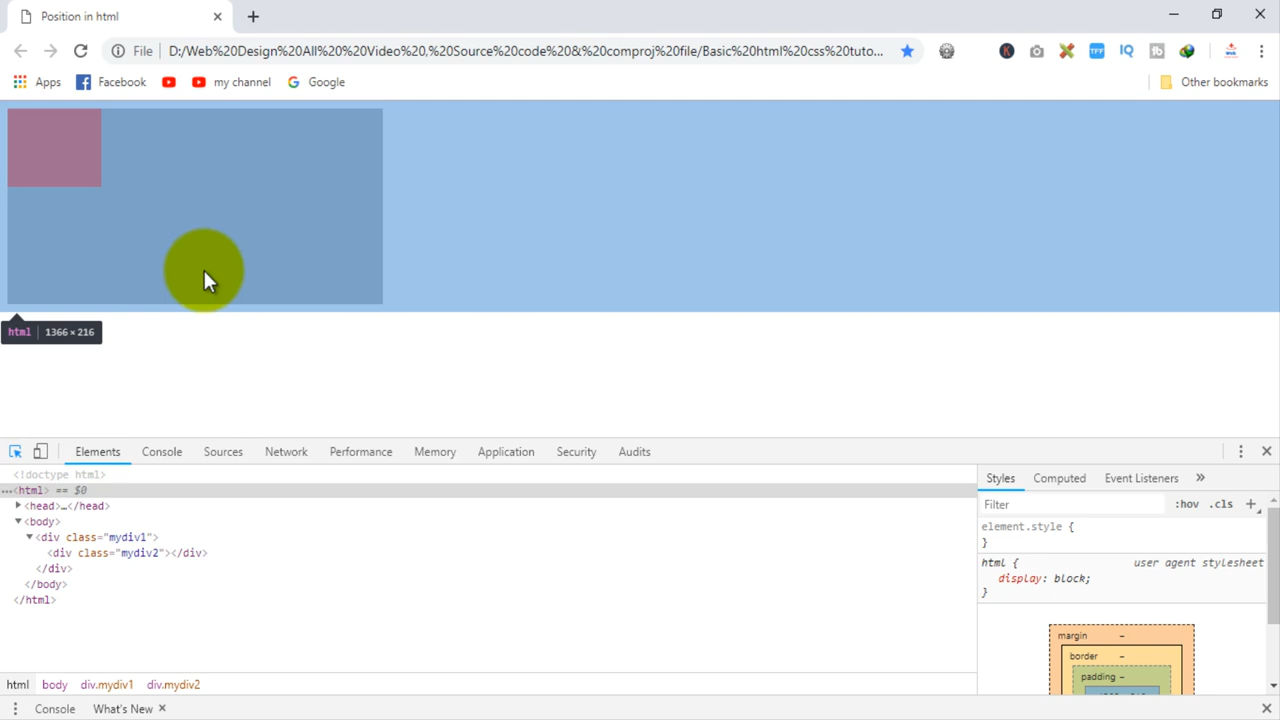 Position in html
File D:/Web%20Design%20All%20%20Video%20,%20Source%20code%20&%20comproj%20file/Basic%20html%20css%20tuto...
TFF IQ
Apps Facebook my channel Google Other bookmarks
html 1366 × 216
Elements Console Sources Network Performance Memory Application Security Audits
<!doctype html>
…<html> == $0
<head>…</head>
<body>
<div class="mydiv1">
<div class="mydiv2"></div>
</div>
</body>
</html>
Styles Computed Event Listeners »
Filter :hov .cls +
element.style {
}
html { user agent stylesheet
display: block;
}
margin –
border –
padding –
html body div.mydiv1 div.mydiv2
Console What's New ×